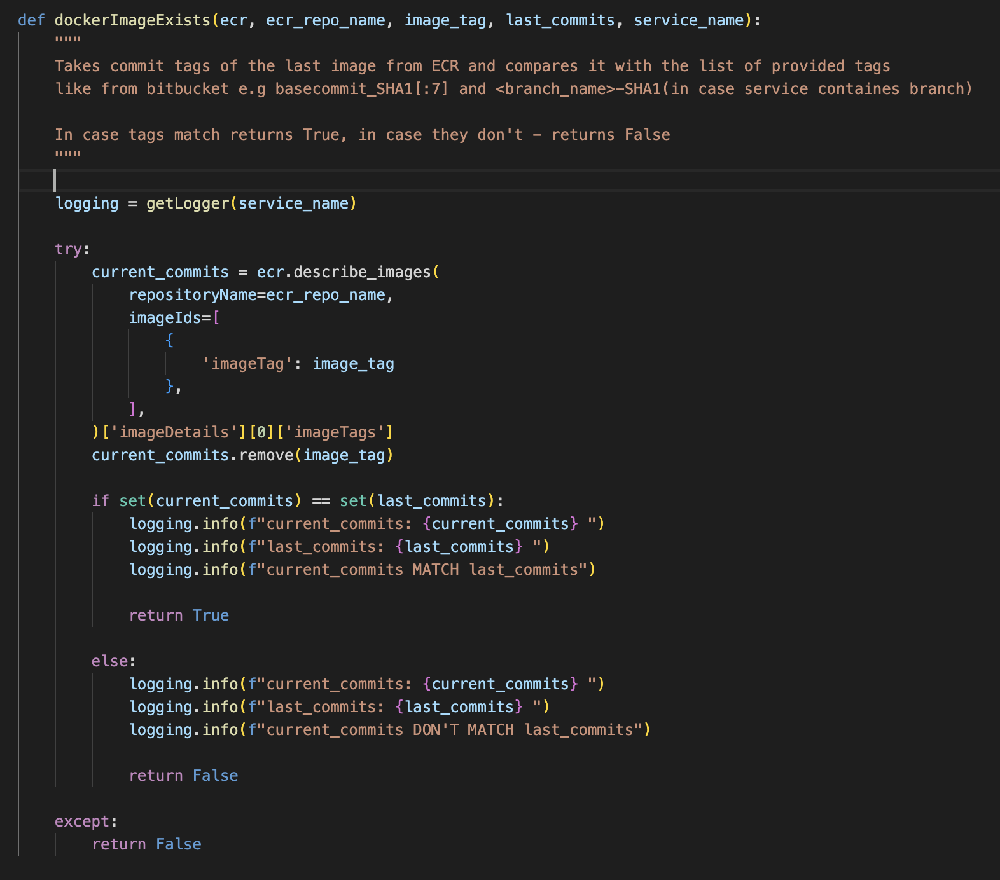 def dockerImageExists(ecr, ecr_repo_name, image_tag, last_commits, service_name):
    """
    Takes commit tags of the last image from ECR and compares it with the list of provided tags
    like from bitbucket e.g basecommit_SHA1[:7] and <branch_name>-SHA1(in case service containes branch)

    In case tags match returns True, in case they don't - returns False
    """

    logging = getLogger(service_name)

    try:
        current_commits = ecr.describe_images(
            repositoryName=ecr_repo_name,
            imageIds=[
                {
                    'imageTag': image_tag
                },
            ],
        )['imageDetails'][0]['imageTags']
        current_commits.remove(image_tag)

        if set(current_commits) == set(last_commits):
            logging.info(f"current_commits: {current_commits} ")
            logging.info(f"last_commits: {last_commits} ")
            logging.info(f"current_commits MATCH last_commits")

            return True

        else:
            logging.info(f"current_commits: {current_commits} ")
            logging.info(f"last_commits: {last_commits} ")
            logging.info(f"current_commits DON'T MATCH last_commits")

            return False

    except:
        return False